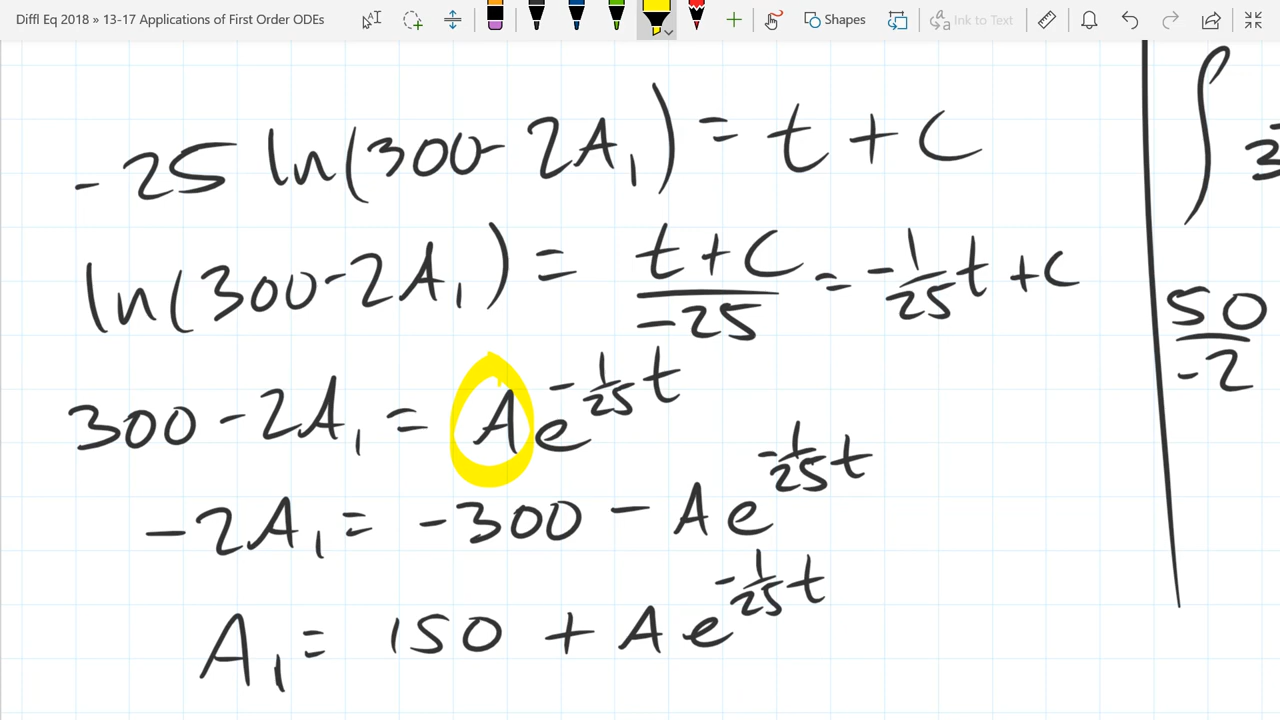 Diffl Eq 2018 » 13-17 Applications of First Order ODEs
Shapes
Ink to Text
-25 ln(300-2A₁) = t + C
ln(300-2A₁) = (t+C)/(-25) = -1/25 t + C
300 - 2A₁ = Ae^(-1/25 t)
-2A₁ = -300 - Ae^(-1/25 t)
A₁ = 150 + Ae^(-1/25 t)
∫
50/-2